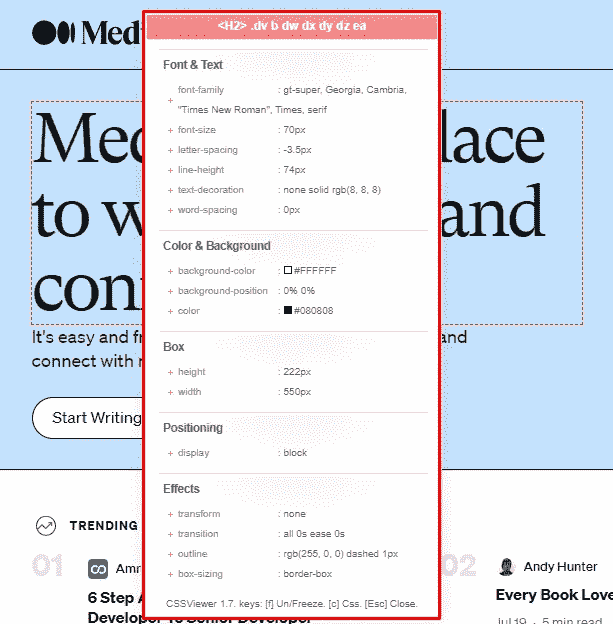 Medi
<H2> .dv b dw dx dy dz ea
Font & Text
+ font-family : gt-super, Georgia, Cambria,
"Times New Roman", Times, serif
+ font-size : 70px
+ letter-spacing : -3.5px
+ line-height : 74px
+ text-decoration : none solid rgb(8, 8, 8)
+ word-spacing : 0px
Color & Background
+ background-color : #FFFFFF
+ background-position : 0% 0%
+ color : #080808
Box
+ height : 222px
+ width : 550px
Positioning
+ display : block
Effects
+ transform : none
+ transition : all 0s ease 0s
+ outline : rgb(255, 0, 0) dashed 1px
+ box-sizing : border-box
CSSViewer 1.7. keys: [f] Un/Freeze. [c] Css. [Esc] Close.
Med lace
to w and
con
It's easy and fr and
connect with
Start Writing
TRENDING
01
Amr
6 Step
02
Andy Hunter
Every Book Love
Jul 19 · 5 min read